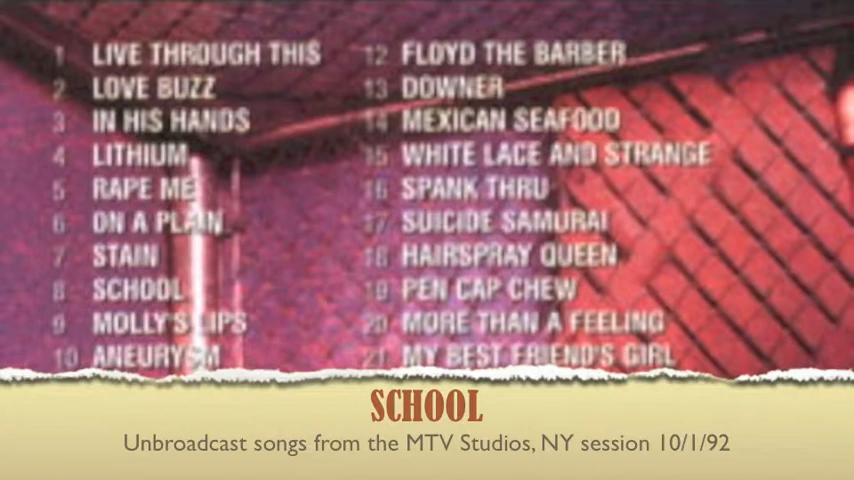 1 LIVE THROUGH THIS
2 LOVE BUZZ
3 IN HIS HANDS
4 LITHIUM
5 RAPE ME
6 ON A PLAIN
7 STAIN
8 SCHOOL
9 MOLLY'S LIPS
10 ANEURYSM
12 FLOYD THE BARBER
13 DOWNER
14 MEXICAN SEAFOOD
15 WHITE LACE AND STRANGE
16 SPANK THRU
17 SUICIDE SAMURAI
18 HAIRSPRAY QUEEN
19 PEN CAP CHEW
20 MORE THAN A FEELING
21 MY BEST FRIEND'S GIRL
SCHOOL
Unbroadcast songs from the MTV Studios, NY session 10/1/92